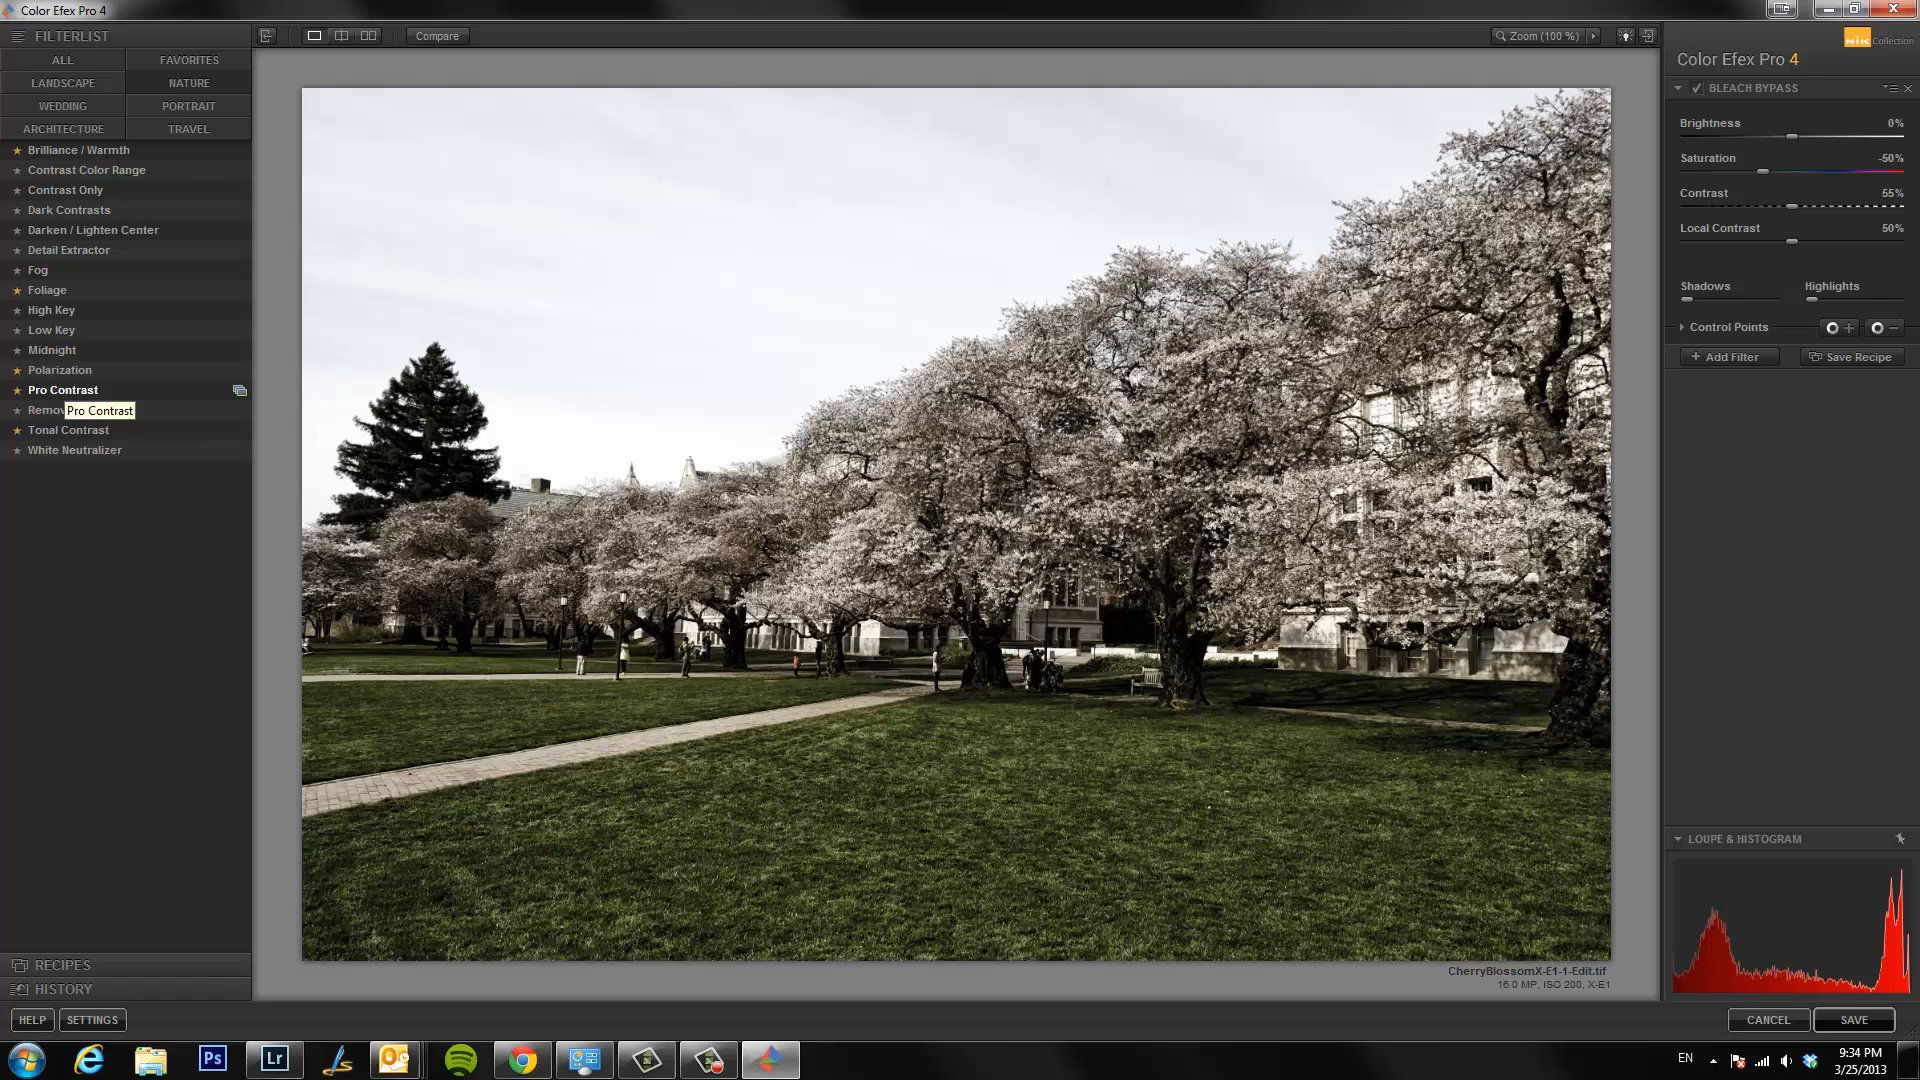 Color Efex Pro 4
FILTERLIST
Compare
Zoom (100 %)
Nik Collection
Color Efex Pro 4
ALL
FAVORITES
LANDSCAPE
NATURE
WEDDING
PORTRAIT
ARCHITECTURE
TRAVEL
Brilliance / Warmth
Contrast Color Range
Contrast Only
Dark Contrasts
Darken / Lighten Center
Detail Extractor
Fog
Foliage
High Key
Low Key
Midnight
Polarization
Pro Contrast
Pro Contrast
Tonal Contrast
White Neutralizer
RECIPES
HISTORY
HELP
SETTINGS
BLEACH BYPASS
Brightness 0%
Saturation -50%
Contrast 55%
Local Contrast 50%
Shadows
Highlights
Control Points
+ Add Filter
Save Recipe
LOUPE & HISTOGRAM
CherryBlossomX-E1-1-Edit.tif
16.0 MP, ISO 200, X-E1
CANCEL
SAVE
Ps
Lr
EN
9:34 PM
3/25/2013